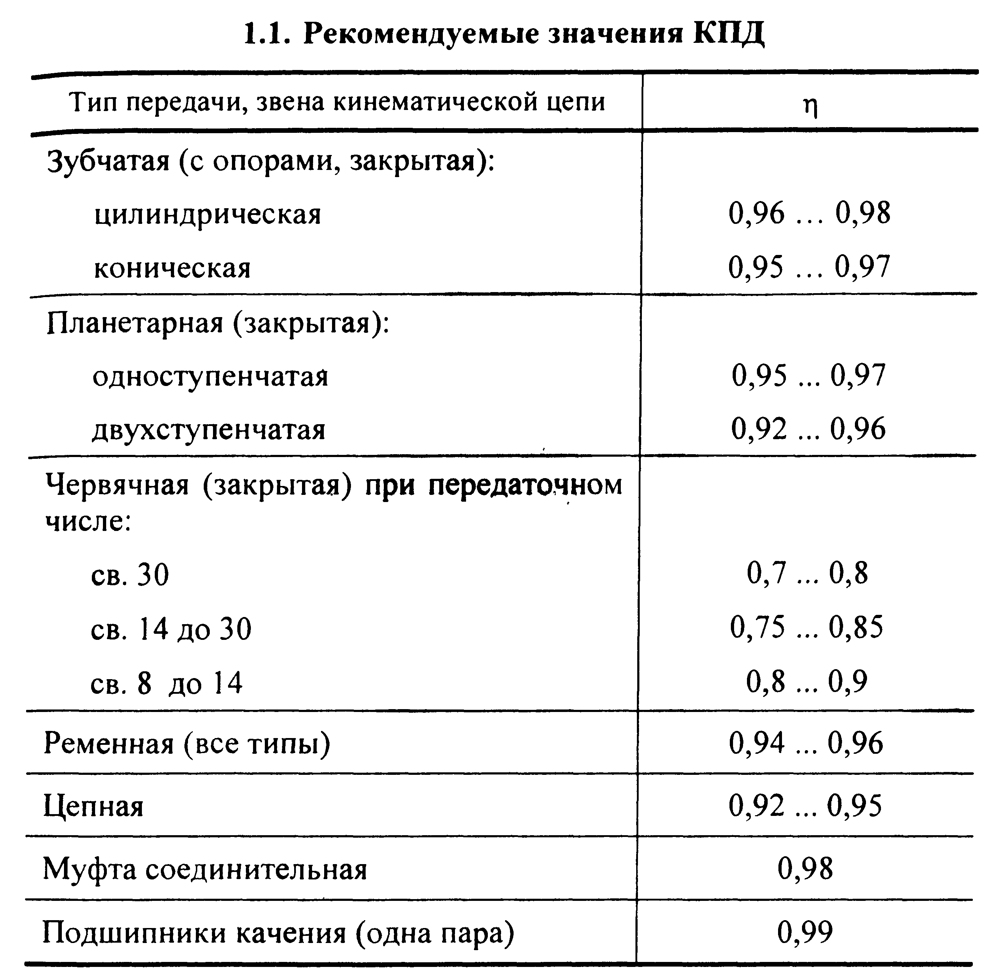 1.1. Рекомендуемые значения КПД
Тип передачи, звена кинематической цепи η
Зубчатая (с опорами, закрытая):
цилиндрическая 0,96 ... 0,98
коническая 0,95 ... 0,97
Планетарная (закрытая):
одноступенчатая 0,95 ... 0,97
двухступенчатая 0,92 ... 0,96
Червячная (закрытая) при передаточном
числе:
св. 30 0,7 ... 0,8
св. 14 до 30 0,75 ... 0,85
св. 8 до 14 0,8 ... 0,9
Ременная (все типы) 0,94 ... 0,96
Цепная 0,92 ... 0,95
Муфта соединительная 0,98
Подшипники качения (одна пара) 0,99